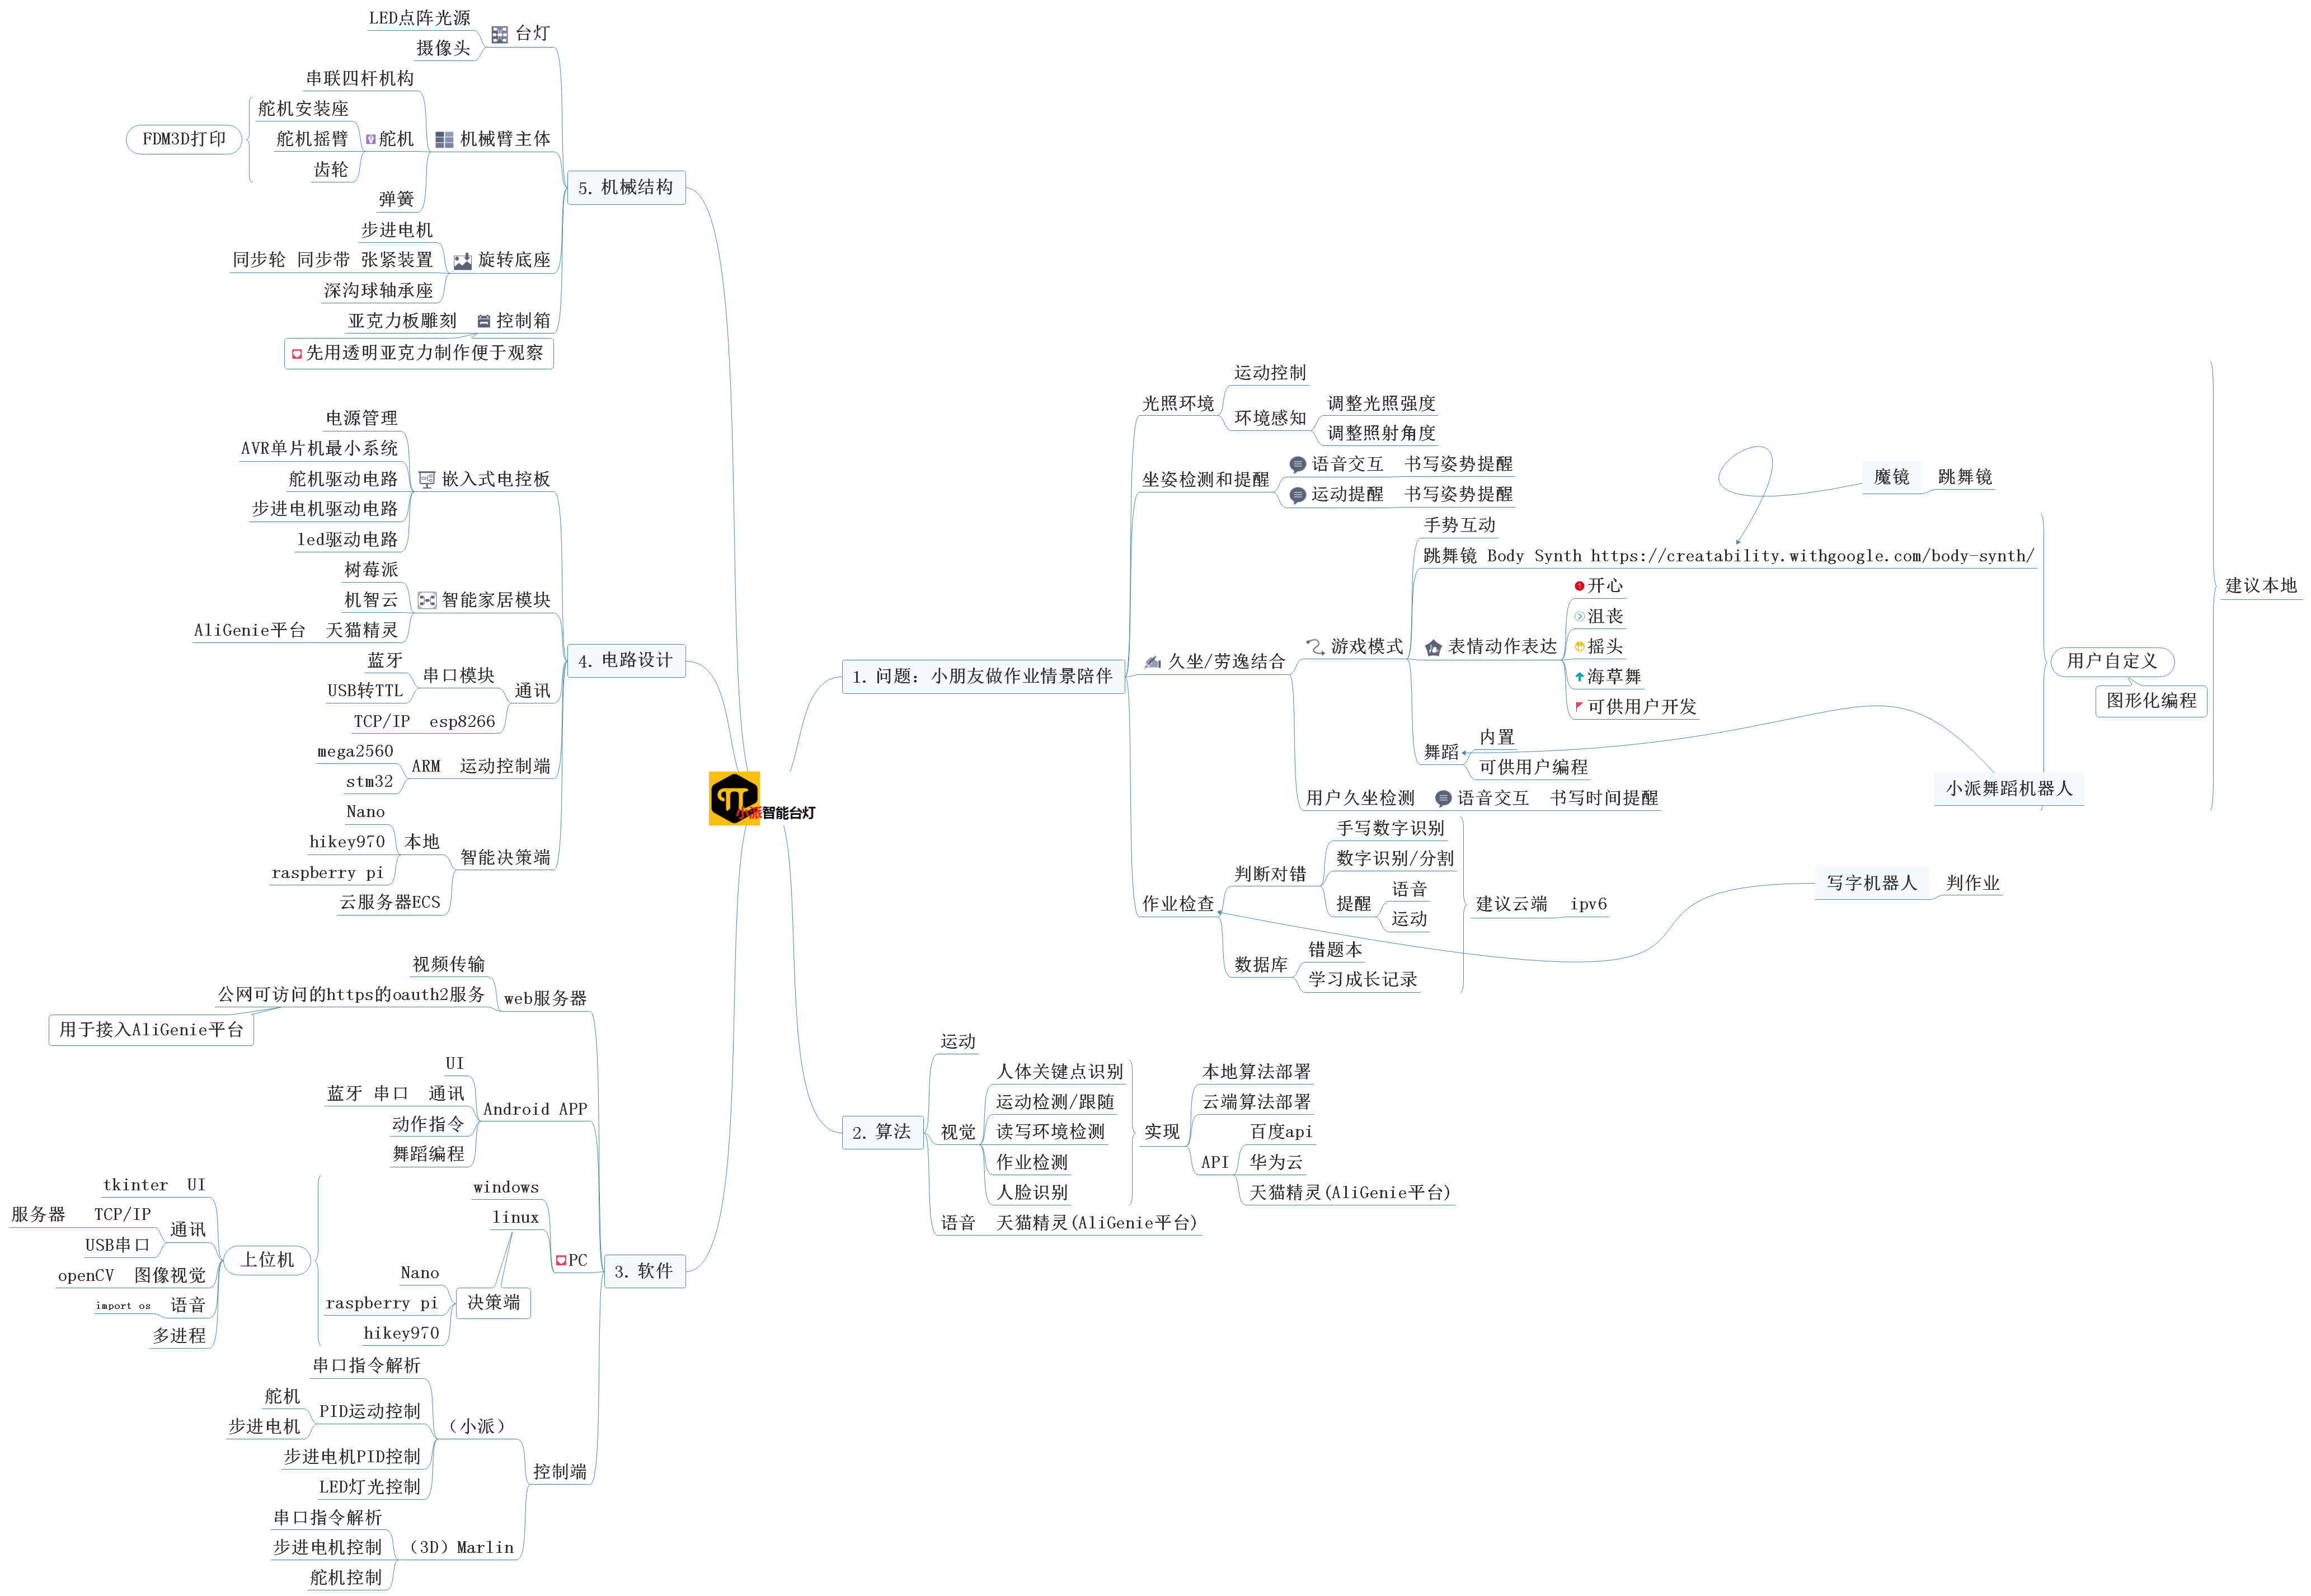 小派智能台灯
1. 问题：小朋友做作业情景陪伴
光照环境
运动控制
环境感知
调整光照强度
调整照射角度
坐姿检测和提醒
语音交互 书写姿势提醒
运动提醒 书写姿势提醒
久坐/劳逸结合
游戏模式
手势互动
跳舞镜 Body Synth https://creatability.withgoogle.com/body-synth/
表情动作表达
开心
沮丧
摇头
海草舞
可供用户开发
舞蹈
内置
可供用户编程
用户久坐检测 语音交互 书写时间提醒
作业检查
判断对错
手写数字识别
数字识别/分割
提醒
语音
运动
数据库
错题本
学习成长记录
建议云端 ipv6
魔镜 跳舞镜
用户自定义
图形化编程
建议本地
小派舞蹈机器人
写字机器人 判作业
2. 算法
运动
视觉
人体关键点识别
运动检测/跟随
读写环境检测
作业检测
人脸识别
实现
本地算法部署
云端算法部署
API
百度api
华为云
天猫精灵(AliGenie平台)
语音 天猫精灵(AliGenie平台)
3. 软件
web服务器
视频传输
公网可访问的https的oauth2服务
用于接入AliGenie平台
Android APP
UI
蓝牙 串口 通讯
动作指令
舞蹈编程
PC
windows
linux
决策端
Nano
raspberry pi
hikey970
上位机
tkinter UI
通讯
服务器 TCP/IP
USB串口
openCV 图像视觉
import os 语音
多进程
控制端
（小派）
串口指令解析
PID运动控制
舵机
步进电机
步进电机PID控制
LED灯光控制
（3D）Marlin
串口指令解析
步进电机控制
舵机控制
4. 电路设计
嵌入式电控板
电源管理
AVR单片机最小系统
舵机驱动电路
步进电机驱动电路
led驱动电路
智能家居模块
树莓派
机智云
AliGenie平台 天猫精灵
通讯
串口模块
蓝牙
USB转TTL
TCP/IP esp8266
ARM 运动控制端
mega2560
stm32
智能决策端
本地
Nano
hikey970
raspberry pi
云服务器ECS
5. 机械结构
台灯
LED点阵光源
摄像头
机械臂主体
串联四杆机构
舵机
舵机安装座
舵机摇臂
齿轮
FDM3D打印
弹簧
旋转底座
步进电机
同步轮 同步带 张紧装置
深沟球轴承座
亚克力板雕刻 控制箱
先用透明亚克力制作便于观察